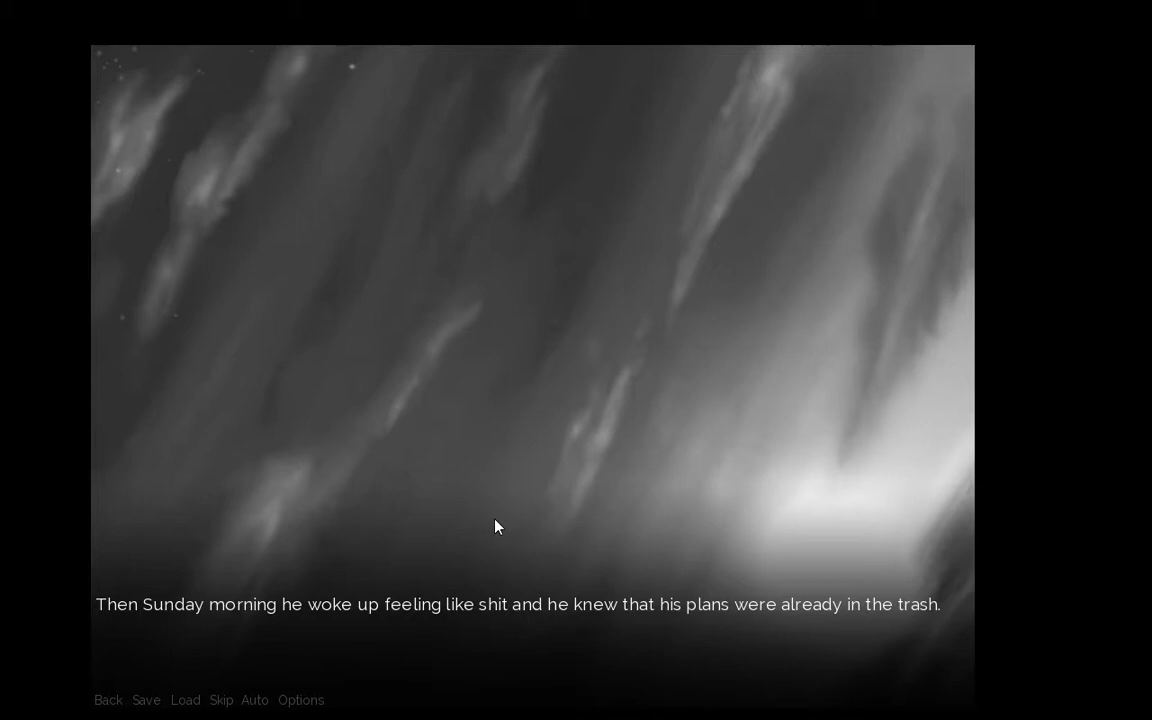 Then Sunday morning he woke up feeling like shit and he knew that his plans were already in the trash.
Back Save Load Skip Auto Options